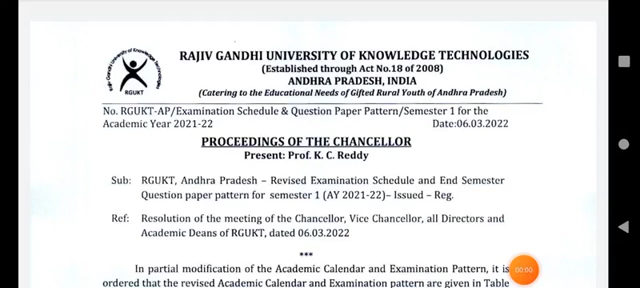 Rajiv Gandhi University of Knowledge Technologies
RGUKT
RAJIV GANDHI UNIVERSITY OF KNOWLEDGE TECHNOLOGIES
(Established through Act No.18 of 2008)
ANDHRA PRADESH, INDIA
(Catering to the Educational Needs of Gifted Rural Youth of Andhra Pradesh)
No. RGUKT-AP/Examination Schedule & Question Paper Pattern/Semester 1 for the
Academic Year 2021-22 Date:06.03.2022
PROCEEDINGS OF THE CHANCELLOR
Present: Prof. K. C. Reddy
Sub: RGUKT, Andhra Pradesh – Revised Examination Schedule and End Semester
Question paper pattern for semester 1 (AY 2021-22)– Issued – Reg.
Ref: Resolution of the meeting of the Chancellor, Vice Chancellor, all Directors and
Academic Deans of RGUKT, dated 06.03.2022
***
In partial modification of the Academic Calendar and Examination Pattern, it is
00:00
ordered that the revised Academic Calendar and Examination pattern are given in Table